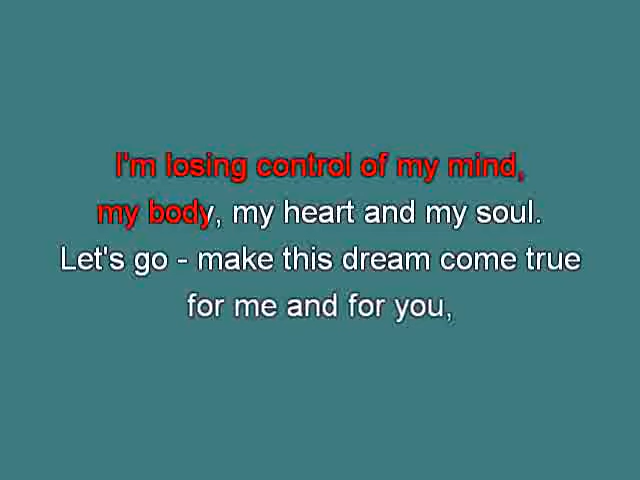 I'm losing control of my mind,
my body, my heart and my soul.
Let's go - make this dream come true
for me and for you,